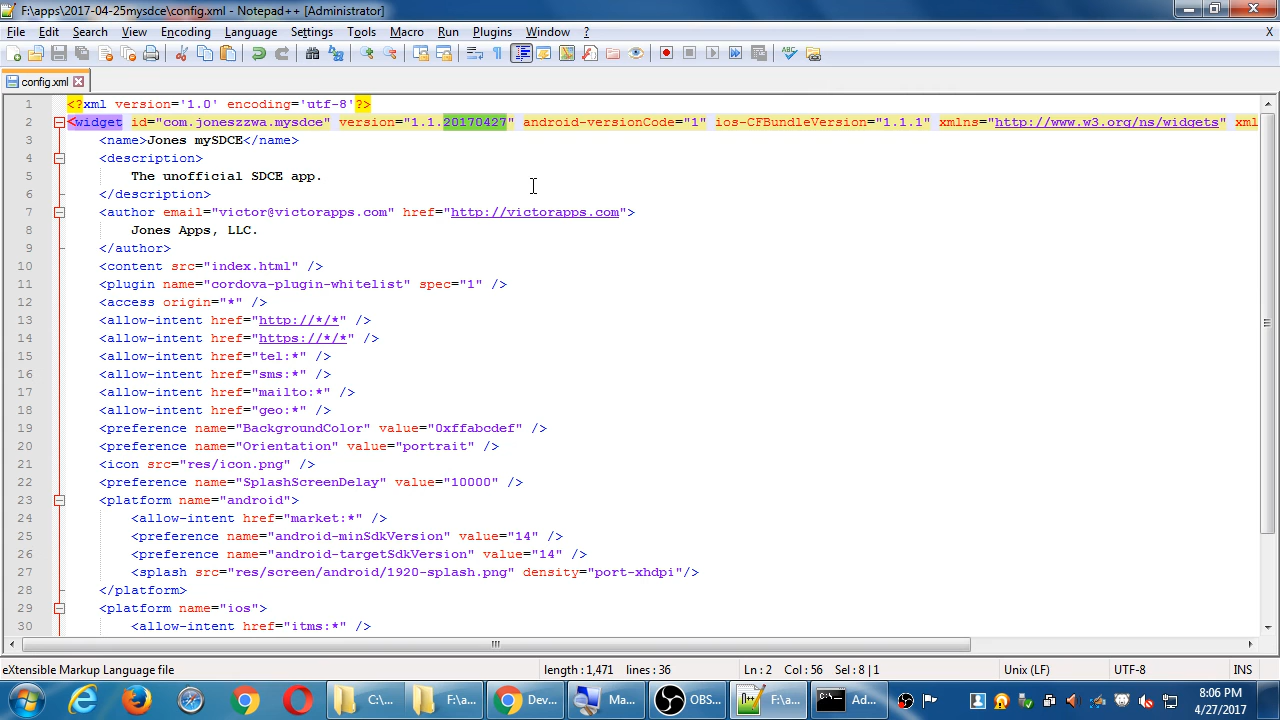 F:\apps\2017-04-25mysdce\config.xml - Notepad++ [Administrator]
File Edit Search View Encoding Language Settings Tools Macro Run Plugins Window ? X
config.xml
1 <?xml version='1.0' encoding='utf-8'?>
2 <widget id="com.joneszzwa.mysdce" version="1.1.20170427" android-versionCode="1" ios-CFBundleVersion="1.1.1" xmlns="http://www.w3.org/ns/widgets" xml
3 <name>Jones mySDCE</name>
4 <description>
5 The unofficial SDCE app.
6 </description>
7 <author email="victor@victorapps.com" href="http://victorapps.com">
8 Jones Apps, LLC.
9 </author>
10 <content src="index.html" />
11 <plugin name="cordova-plugin-whitelist" spec="1" />
12 <access origin="*" />
13 <allow-intent href="http://*/*" />
14 <allow-intent href="https://*/*" />
15 <allow-intent href="tel:*" />
16 <allow-intent href="sms:*" />
17 <allow-intent href="mailto:*" />
18 <allow-intent href="geo:*" />
19 <preference name="BackgroundColor" value="0xffabcdef" />
20 <preference name="Orientation" value="portrait" />
21 <icon src="res/icon.png" />
22 <preference name="SplashScreenDelay" value="10000" />
23 <platform name="android">
24 <allow-intent href="market:*" />
25 <preference name="android-minSdkVersion" value="14" />
26 <preference name="android-targetSdkVersion" value="14" />
27 <splash src="res/screen/android/1920-splash.png" density="port-xhdpi"/>
28 </platform>
29 <platform name="ios">
30 <allow-intent href="itms:*" />
eXtensible Markup Language file length : 1,471 lines : 36 Ln : 2 Col : 56 Sel : 8 | 1 Unix (LF) UTF-8 INS
C:\... F:\a... Dev... Ma... OBS... F:\a... Ad... 8:06 PM
4/27/2017